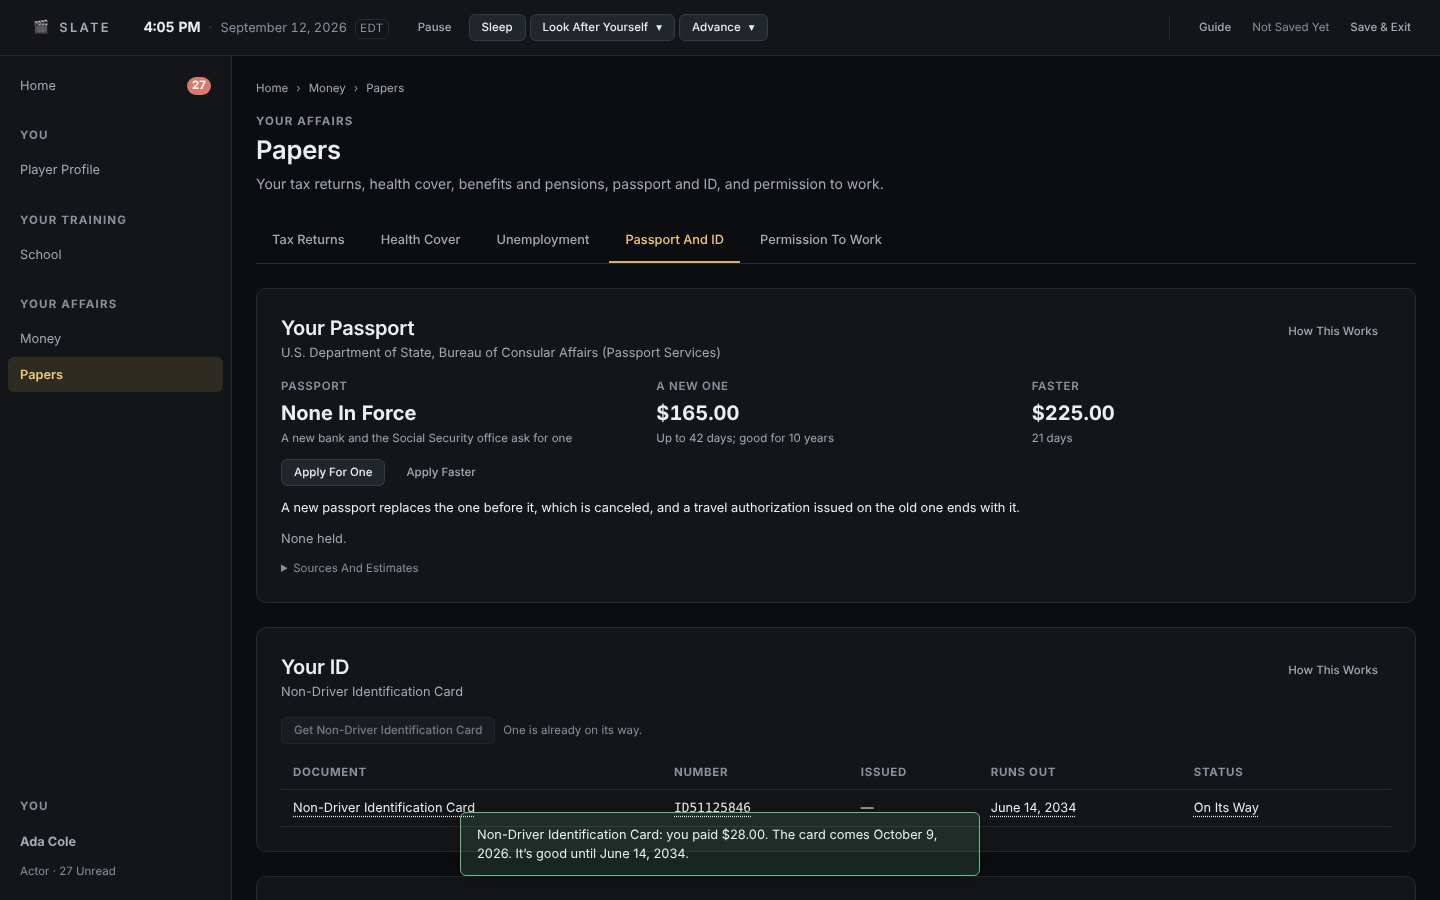 SLATE
4:05 PM · September 12, 2026 EDT
Pause
Sleep
Look After Yourself ▾
Advance ▾
Guide
Not Saved Yet
Save & Exit
Home 27
YOU
Player Profile
YOUR TRAINING
School
YOUR AFFAIRS
Money
Papers
YOU
Ada Cole
Actor · 27 Unread
Home › Money › Papers
YOUR AFFAIRS
Papers
Your tax returns, health cover, benefits and pensions, passport and ID, and permission to work.
Tax Returns
Health Cover
Unemployment
Passport And ID
Permission To Work
Your Passport
How This Works
U.S. Department of State, Bureau of Consular Affairs (Passport Services)
PASSPORT
None In Force
A new bank and the Social Security office ask for one
A NEW ONE
$165.00
Up to 42 days; good for 10 years
FASTER
$225.00
21 days
Apply For One
Apply Faster
A new passport replaces the one before it, which is canceled, and a travel authorization issued on the old one ends with it.
None held.
▶ Sources And Estimates
Your ID
How This Works
Non-Driver Identification Card
Get Non-Driver Identification Card One is already on its way.
DOCUMENT NUMBER ISSUED RUNS OUT STATUS
Non-Driver Identification Card ID51125846 — June 14, 2034 On Its Way
Non-Driver Identification Card: you paid $28.00. The card comes October 9,
2026. It's good until June 14, 2034.